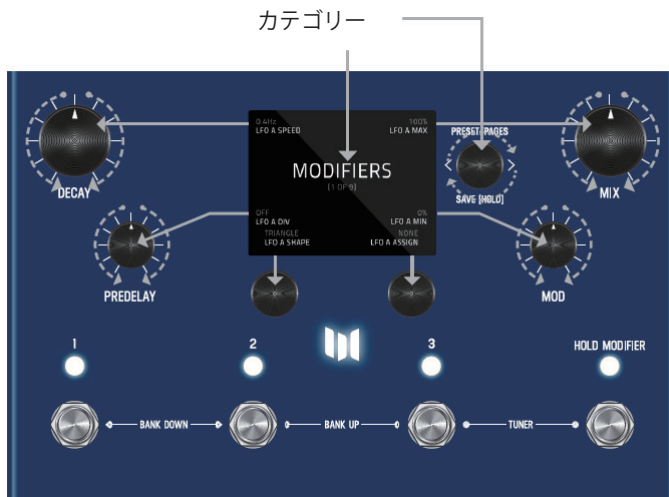 カテゴリー
0.4Hz
LFO A SPEED
100%
LFO A MAX
PRESET/PAGES
MODIFIERS
[1 OF 9]
SAVE [HOLD]
DECAY
MIX
OFF
LFO A DIV
0%
LFO A MIN
TRIANGLE
LFO A SHAPE
NONE
LFO A ASSIGN
PREDELAY
MOD
1
2
3
HOLD MODIFIER
BANK DOWN
BANK UP
TUNER